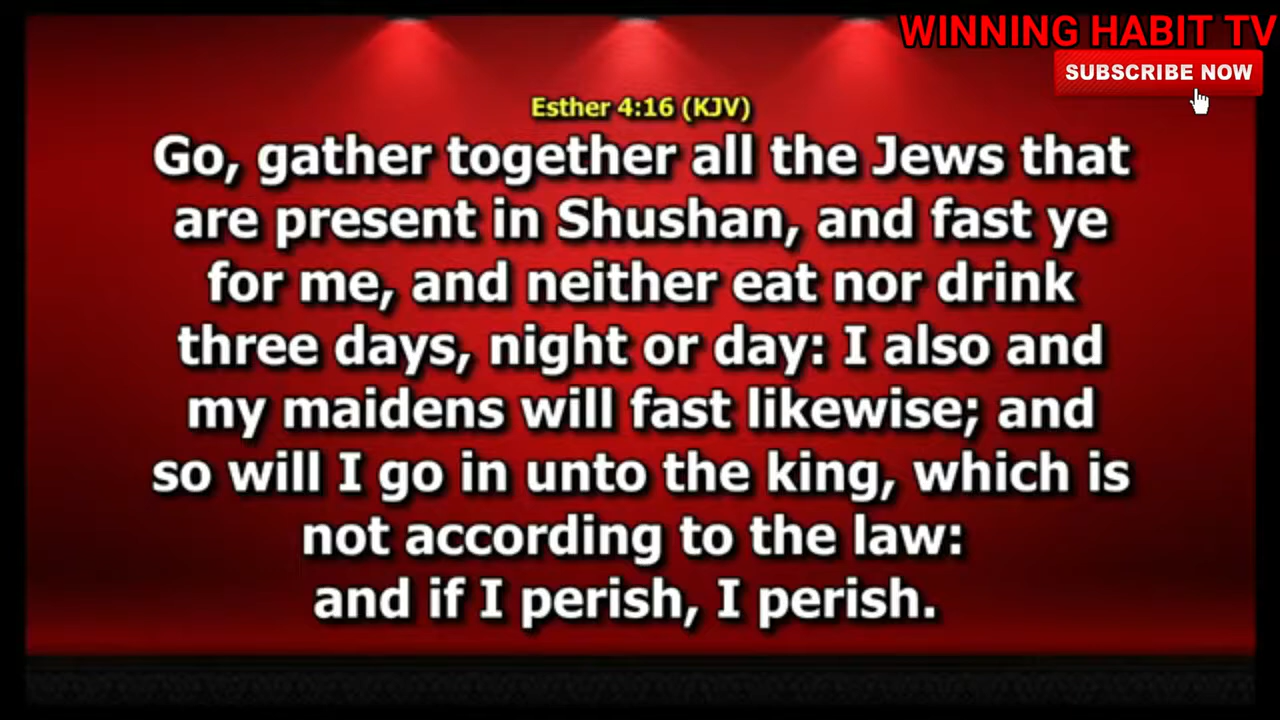 WINNING HABIT TV
SUBSCRIBE NOW
Esther 4:16 (KJV)
Go, gather together all the Jews that
are present in Shushan, and fast ye
for me, and neither eat nor drink
three days, night or day: I also and
my maidens will fast likewise; and
so will I go in unto the king, which is
not according to the law:
and if I perish, I perish.